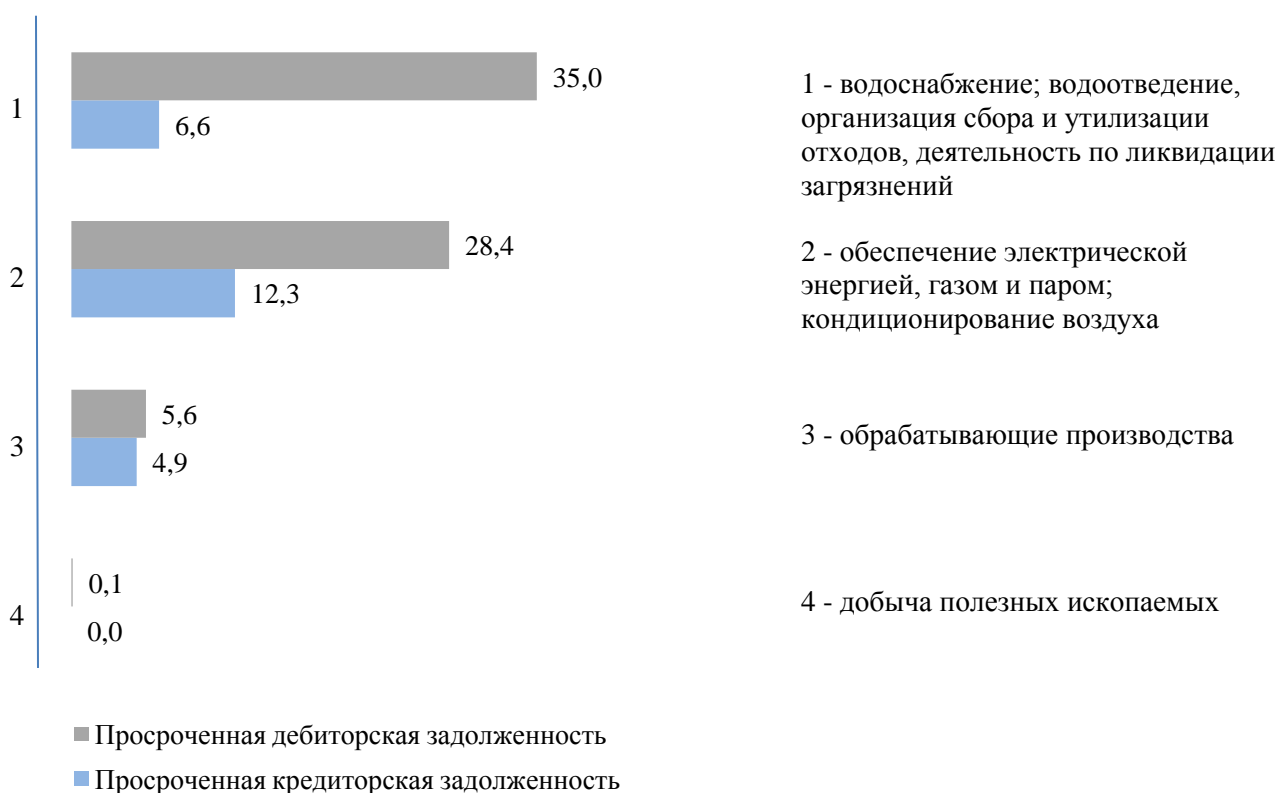 35,0
1
6,6
1 - водоснабжение; водоотведение,
организация сбора и утилизации
отходов, деятельность по ликвидации
загрязнений
28,4
2
12,3
2 - обеспечение электрической
энергией, газом и паром;
кондиционирование воздуха
5,6
3
4,9
3 - обрабатывающие производства
0,1
4
0,0
4 - добыча полезных ископаемых
Просроченная дебиторская задолженность
Просроченная кредиторская задолженность